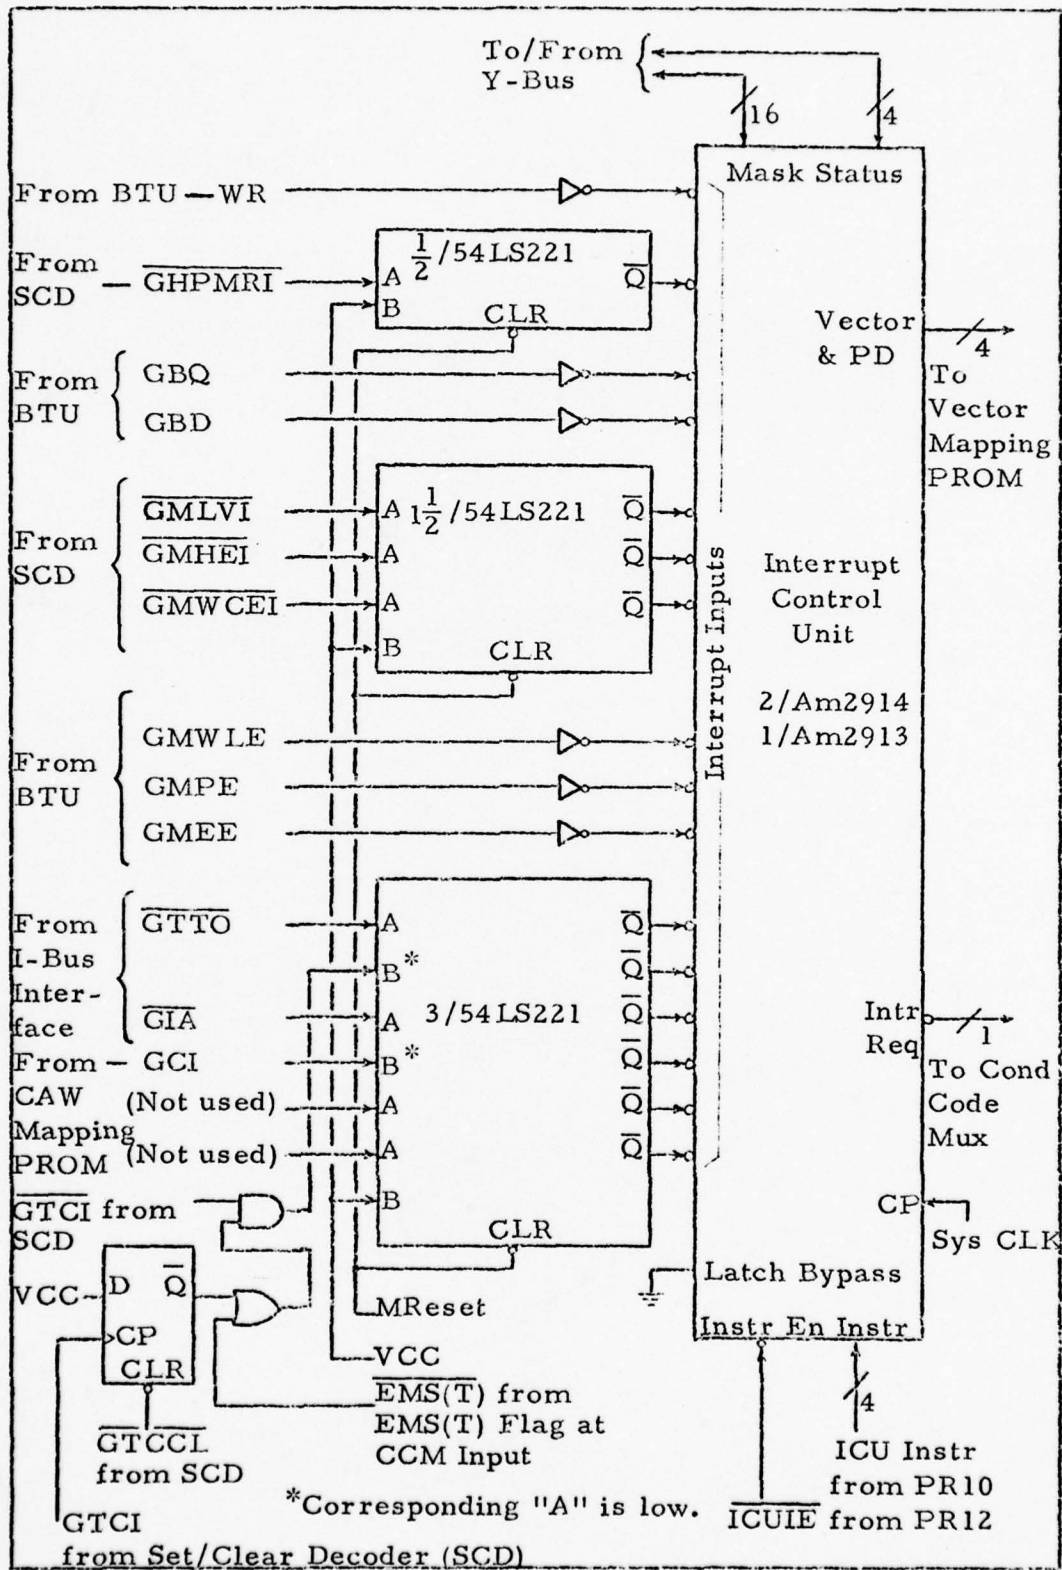 To/From
Y-Bus
16
4
Mask Status
From BTU — WR
From
SCD — GHPMRI
A
B
1/2 /54LS221
Q
CLR
Vector
& PD
4
To
Vector
Mapping
PROM
From
BTU
GBQ
GBD
From
SCD
GMLVI
GMHEI
GMWCEI
A
A
A
B
1 1/2 /54LS221
Q
Q
Q
CLR
Interrupt Inputs
Interrupt
Control
Unit
2/Am2914
1/Am2913
From
BTU
GMWLE
GMPE
GMEE
From
I-Bus
Inter-
face
GTTO
GIA
From — GCI
CAW
Mapping
PROM
(Not used)
(Not used)
A
B*
A
B*
A
A
B
3/54LS221
Q
Q
Q
Q
Q
Q
CLR
Intr
Req
1
To Cond
Code
Mux
CP
Sys CLK
GTCI from
SCD
VCC
D
Q
CP
CLR
GTCCL
from SCD
GTCI
from Set/Clear Decoder (SCD)
MReset
VCC
EMS(T) from
EMS(T) Flag at
CCM Input
*Corresponding "A" is low.
Latch Bypass
Instr En Instr
4
ICU Instr
from PR10
ICUIE from PR12